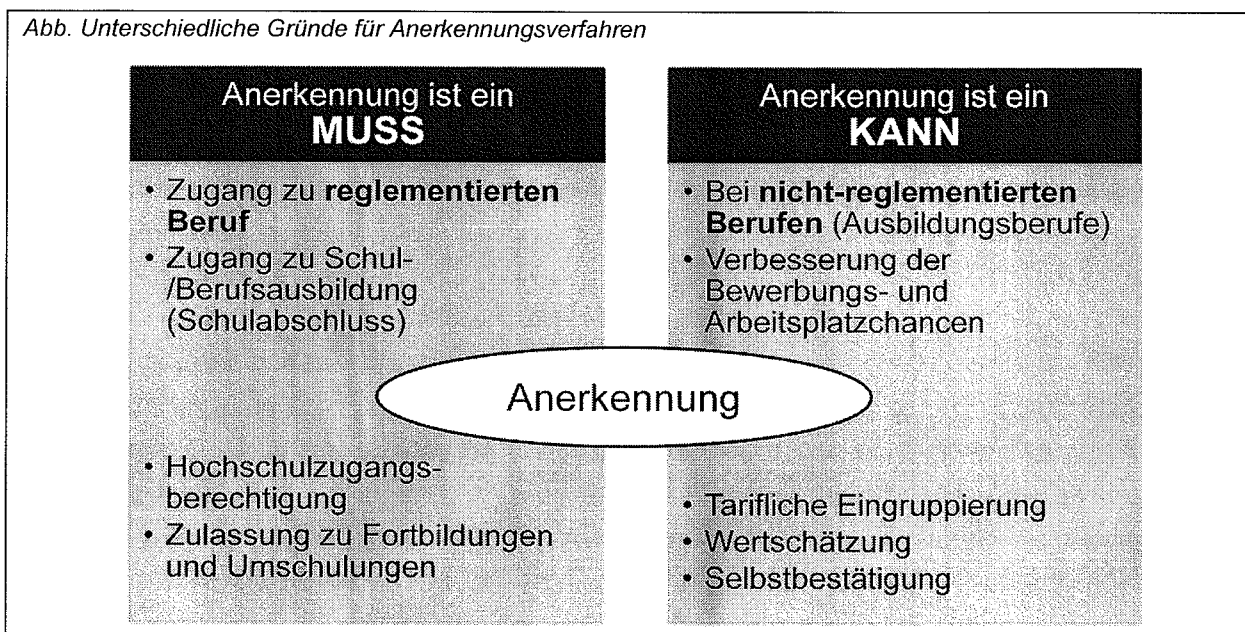 Abb. Unterschiedliche Gründe für Anerkennungsverfahren
Anerkennung ist ein
MUSS
• Zugang zu reglementierten
Beruf
• Zugang zu Schul-
/Berufsausbildung
(Schulabschluss)
• Hochschulzugangs-
berechtigung
• Zulassung zu Fortbildungen
und Umschulungen
Anerkennung ist ein
KANN
• Bei nicht-reglementierten
Berufen (Ausbildungsberufe)
• Verbesserung der
Bewerbungs- und
Arbeitsplatzchancen
• Tarifliche Eingruppierung
• Wertschätzung
• Selbstbestätigung
Anerkennung